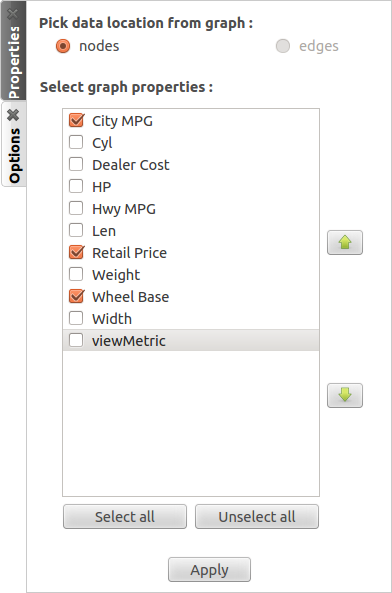 Properties
Options
Pick data location from graph :
nodes
edges
Select graph properties :
City MPG
Cyl
Dealer Cost
HP
Hwy MPG
Len
Retail Price
Weight
Wheel Base
Width
viewMetric
Select all
Unselect all
Apply